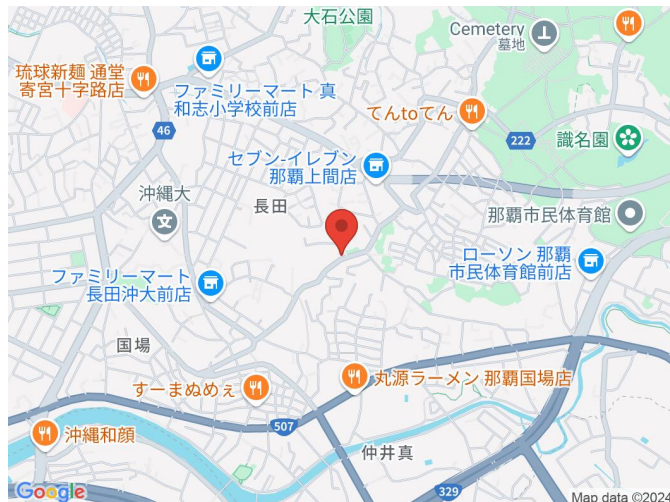 大石公園
Cemetery
墓地
琉球新麺 通堂
寄宮十字路店
ファミリーマート 真
和志小学校前店
てんtoてん
46
222
識名園
セブン-イレブン
那覇上間店
沖縄大
長田
那覇市民体育館
ローソン 那覇
市民体育館前店
ファミリーマート
長田沖大前店
国場
すーまぬめぇ
丸源ラーメン 那覇国場店
507
沖縄和顔
仲井真
329
Google
Map data ©2024